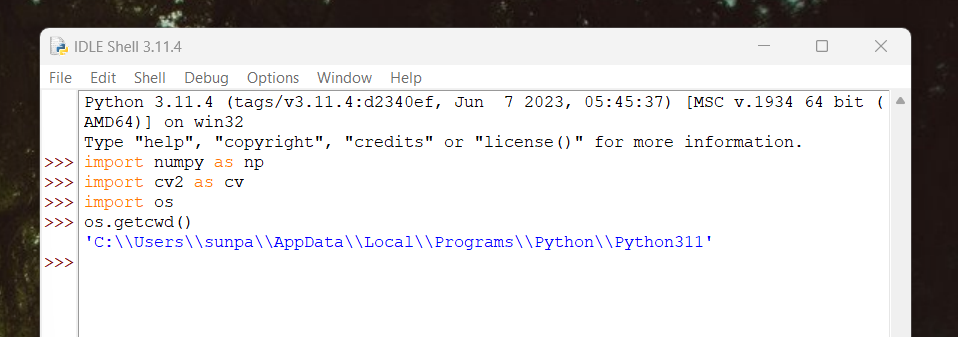 IDLE Shell 3.11.4
File Edit Shell Debug Options Window Help
Python 3.11.4 (tags/v3.11.4:d2340ef, Jun  7 2023, 05:45:37) [MSC v.1934 64 bit (
AMD64)] on win32
Type "help", "copyright", "credits" or "license()" for more information.
>>> import numpy as np
>>> import cv2 as cv
>>> import os
>>> os.getcwd()
'C:\\Users\\sunpa\\AppData\\Local\\Programs\\Python\\Python311'
>>>